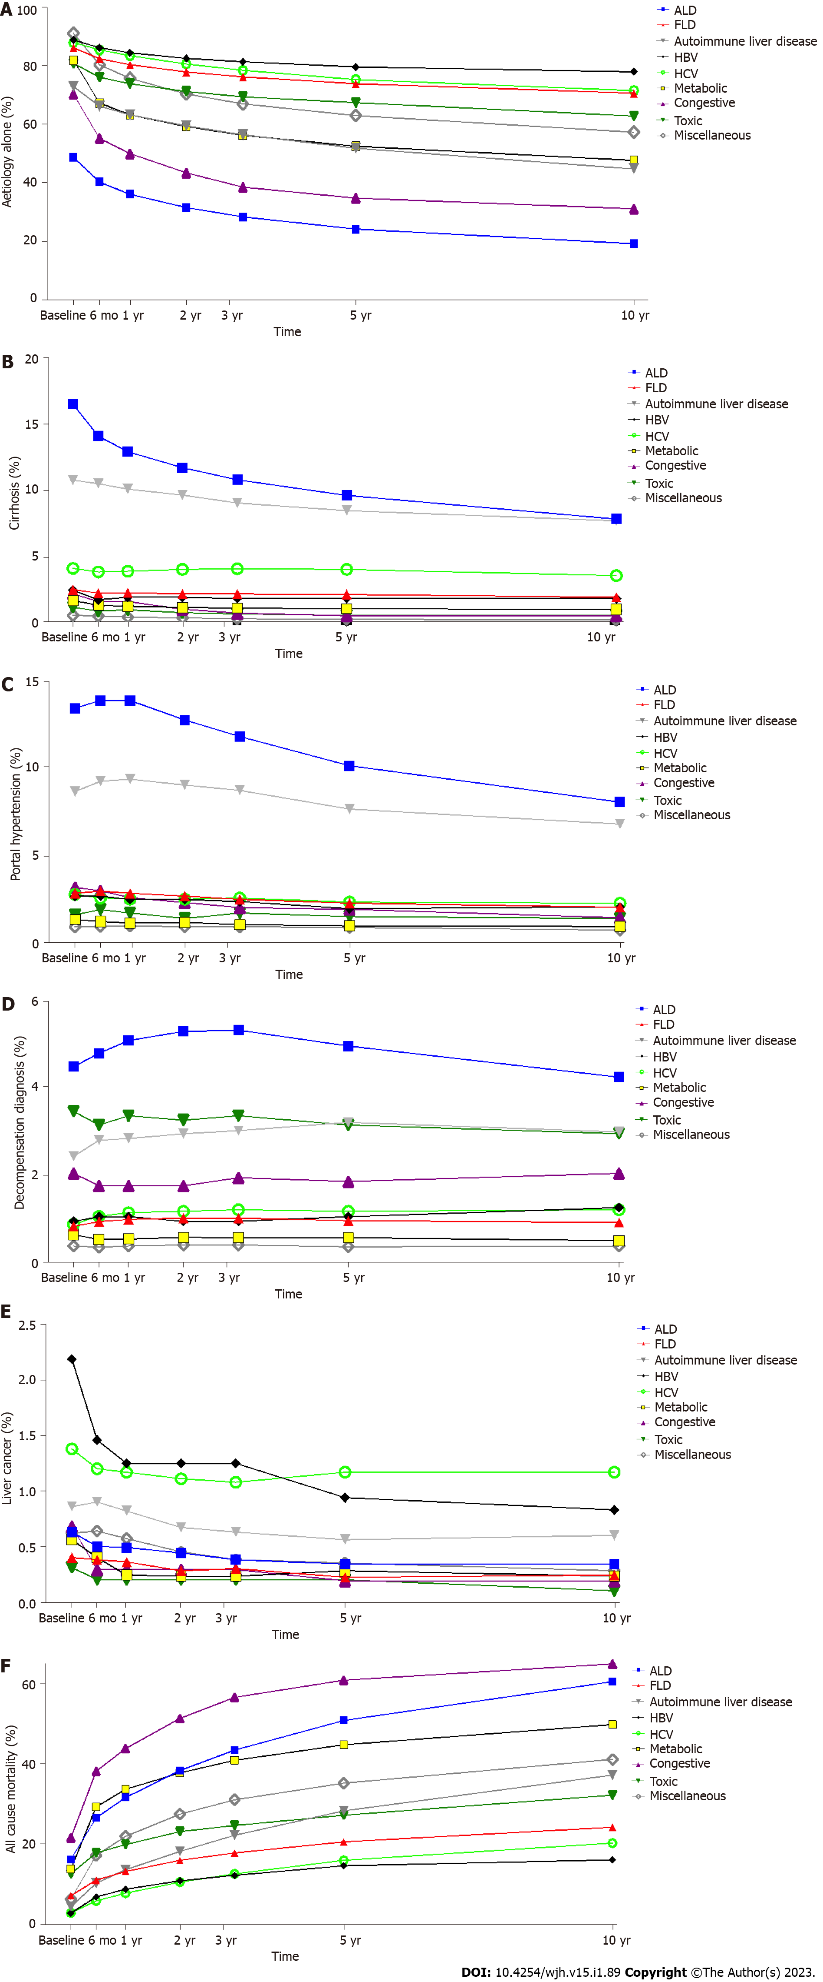 A
100
80
60
40
20
0
Aetiology alone (%)
Baseline 6 mo 1 yr 2 yr 3 yr 5 yr 10 yr
Time
ALD
FLD
Autoimmune liver disease
HBV
HCV
Metabolic
Congestive
Toxic
Miscellaneous
B
20
15
10
5
0
Cirrhosis (%)
Baseline 6 mo 1 yr 2 yr 3 yr 5 yr 10 yr
Time
ALD
FLD
Autoimmune liver disease
HBV
HCV
Metabolic
Congestive
Toxic
Miscellaneous
C
15
10
5
0
Portal hypertension (%)
Baseline 6 mo 1 yr 2 yr 3 yr 5 yr 10 yr
Time
ALD
FLD
Autoimmune liver disease
HBV
HCV
Metabolic
Congestive
Toxic
Miscellaneous
D
6
4
2
0
Decompensation diagnosis (%)
Baseline 6 mo 1 yr 2 yr 3 yr 5 yr 10 yr
Time
ALD
FLD
Autoimmune liver disease
HBV
HCV
Metabolic
Congestive
Toxic
Miscellaneous
E
2.5
2.0
1.5
1.0
0.5
0.0
Liver cancer (%)
Baseline 6 mo 1 yr 2 yr 3 yr 5 yr 10 yr
Time
ALD
FLD
Autoimmune liver disease
HBV
HCV
Metabolic
Congestive
Toxic
Miscellaneous
F
60
40
20
0
All cause mortality (%)
Baseline 6 mo 1 yr 2 yr 3 yr 5 yr 10 yr
Time
ALD
FLD
Autoimmune liver disease
HBV
HCV
Metabolic
Congestive
Toxic
Miscellaneous
DOI: 10.4254/wjh.v15.i1.89 Copyright ©The Author(s) 2023.